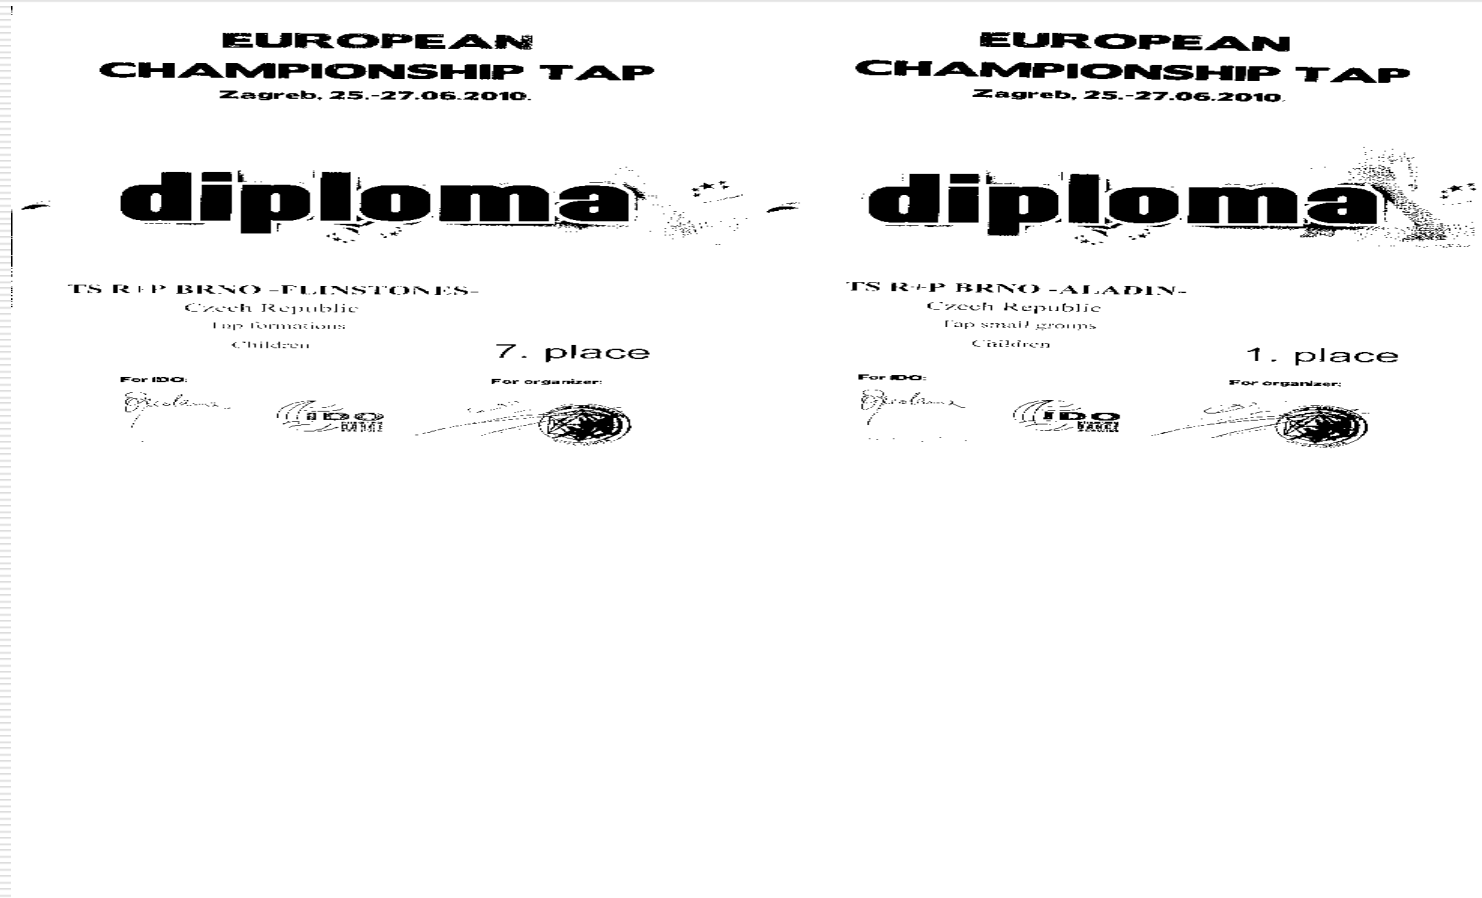 EUROPEAN
CHAMPIONSHIP TAP
Zagreb, 25.-27.06.2010.
diploma
TS R+P BRNO -FLINSTONES-
Czech Republic
Tap formations
Children
7. place
For IDO:
For organizer:
IDO
EUROPEAN
CHAMPIONSHIP TAP
Zagreb, 25.-27.06.2010.
diploma
TS R+P BRNO -ALADIN-
Czech Republic
Tap small groups
Children
1. place
For IDO:
For organizer:
IDO